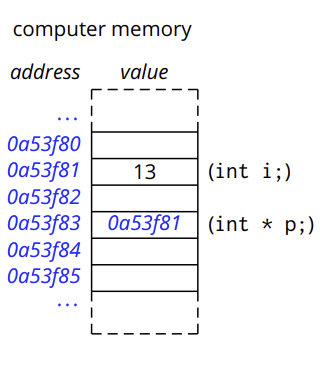 computer memory
address value
...
0a53f80
0a53f81 13 (int i;)
0a53f82
0a53f83 0a53f81 (int * p;)
0a53f84
0a53f85
...